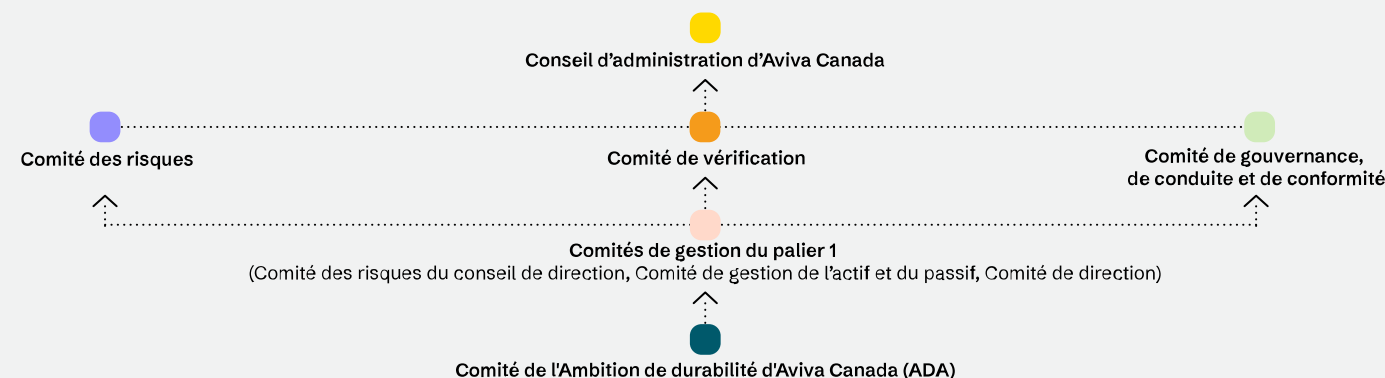 Conseil d’administration d’Aviva Canada
Comité des risques
Comité de vérification
Comité de gouvernance,
de conduite et de conformité
Comités de gestion du palier 1
(Comité des risques du conseil de direction, Comité de gestion de l’actif et du passif, Comité de direction)
Comité de l'Ambition de durabilité d'Aviva Canada (ADA)